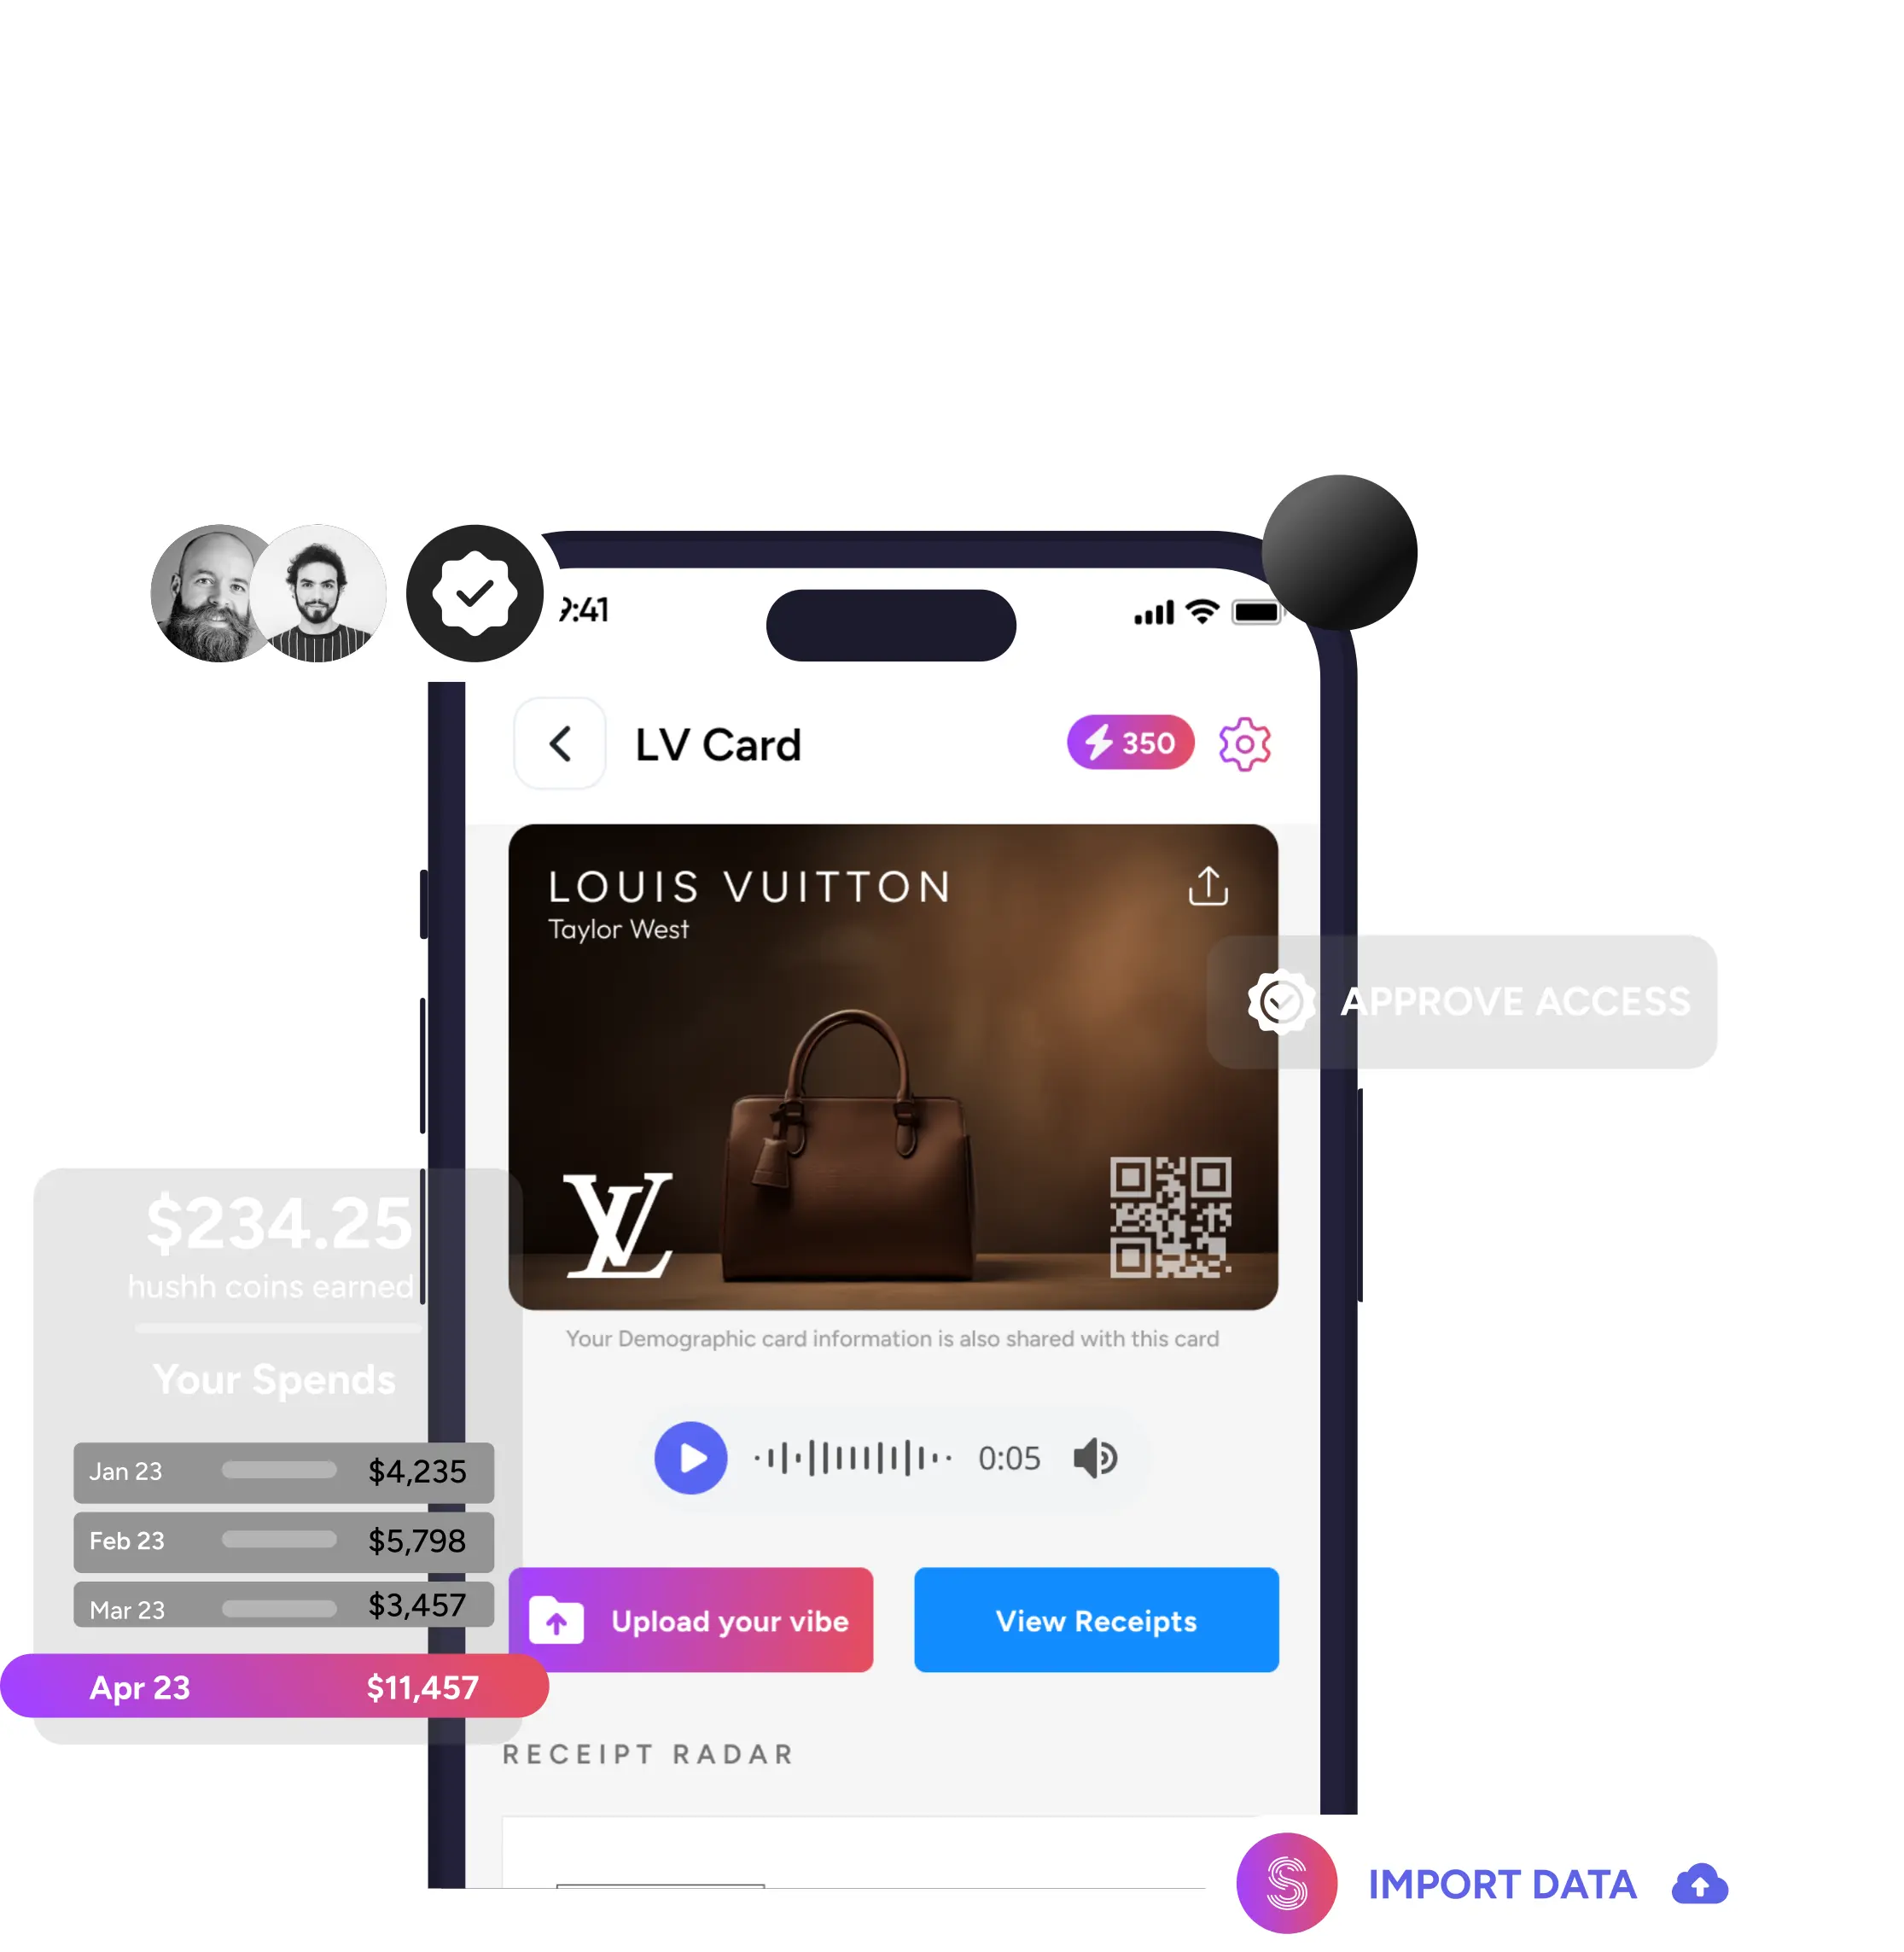 9:41
LV Card
350
LOUIS VUITTON
Taylor West
APPROVE ACCESS
LV
$234.25
hushh coins earned
Your Spends
Jan 23 $4,235
Feb 23 $5,798
Mar 23 $3,457
Apr 23 $11,457
Your Demographic card information is also shared with this card
0:05
Upload your vibe
View Receipts
RECEIPT RADAR
S
IMPORT DATA